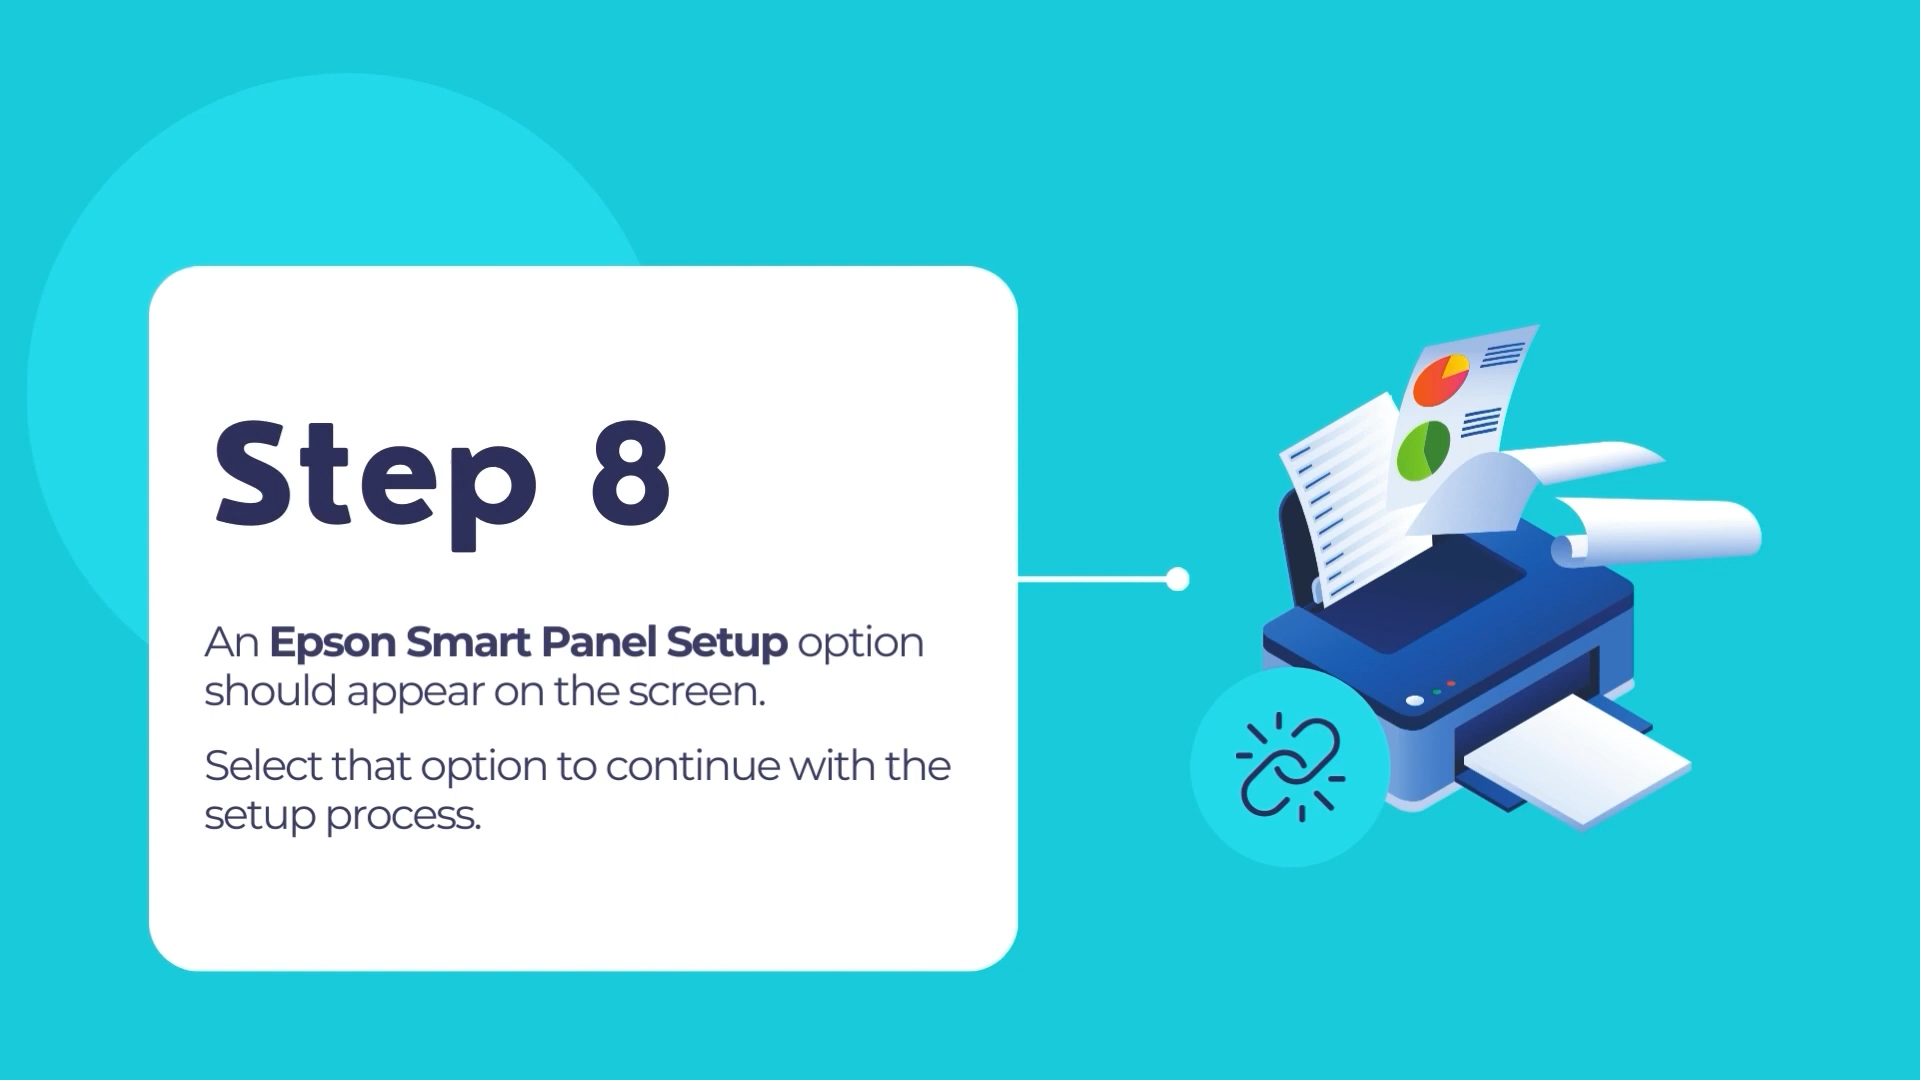 Step 8
An Epson Smart Panel Setup option
should appear on the screen.
Select that option to continue with the
setup process.